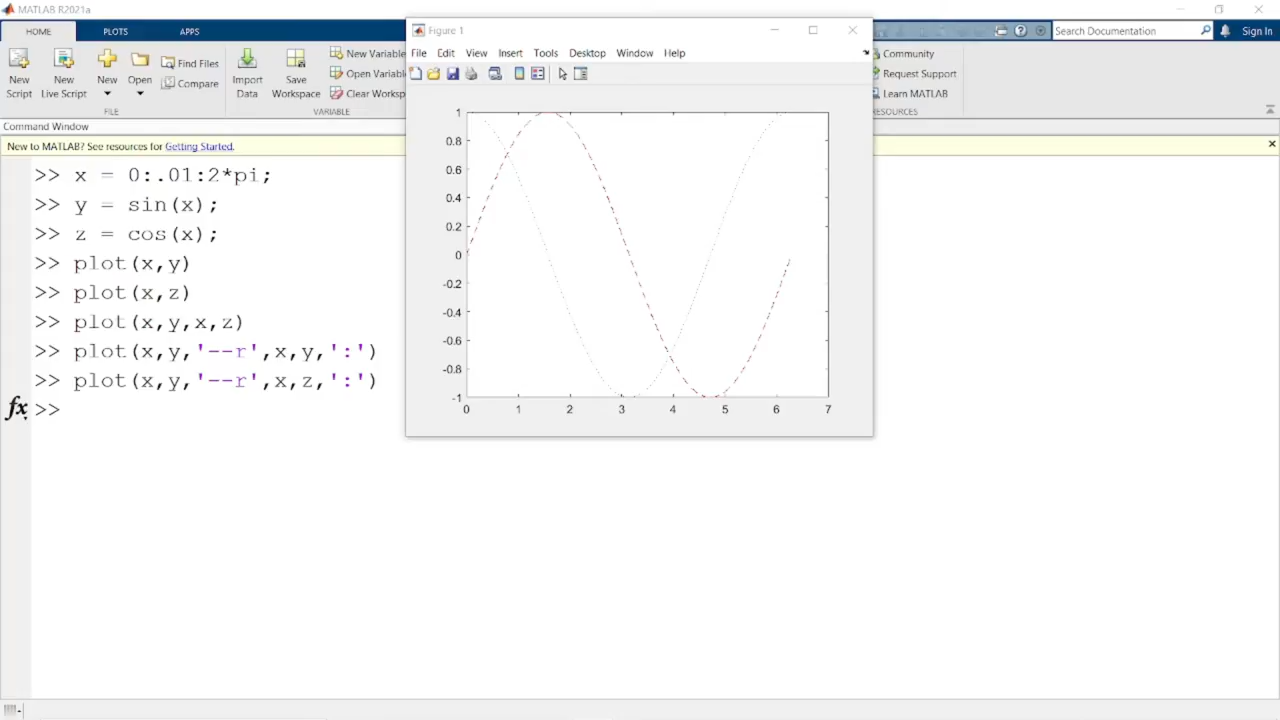 MATLAB R2021a
HOME PLOTS APPS
Search Documentation
Sign In
New Script
New Live Script
New
Open
Find Files
Compare
Import Data
Save Workspace
New Variable
Open Variable
Clear Worksp
Community
Request Support
Learn MATLAB
FILE
VARIABLE
RESOURCES
Command Window
New to MATLAB? See resources for Getting Started.
>> x = 0:.01:2*pi;
>> y = sin(x);
>> z = cos(x);
>> plot(x,y)
>> plot(x,z)
>> plot(x,y,x,z)
>> plot(x,y,'--r',x,y,':')
>> plot(x,y,'--r',x,z,':')
fx >>
Figure 1
File Edit View Insert Tools Desktop Window Help
1
0.8
0.6
0.4
0.2
0
-0.2
-0.4
-0.6
-0.8
-1
0 1 2 3 4 5 6 7